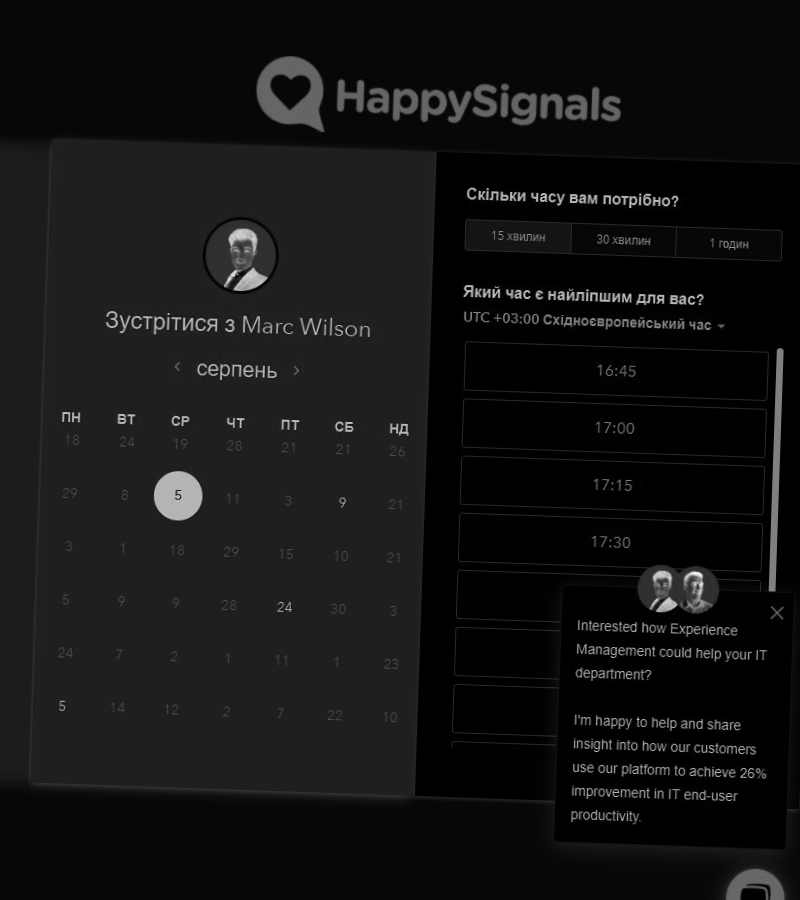 HappySignals
Зустрітися з Marc Wilson
серпень
ПН ВТ СР ЧТ ПТ СБ НД
18 24 19 28 21 21 26
29 8 5 11 3 9 21
3 1 18 29 15 10 21
5 9 9 28 24 30 3
24 7 2 1 11 1 23
5 14 12 2 7 22 10
Скільки часу вам потрібно?
15 хвилин 30 хвилин 1 годин
Який час є найліпшим для вас?
UTC +03:00 Східноєвропейський час
16:45
17:00
17:15
17:30
Interested how Experience
Management could help your IT
department?
I'm happy to help and share
insight into how our customers
use our platform to achieve 26%
improvement in IT end-user
productivity.